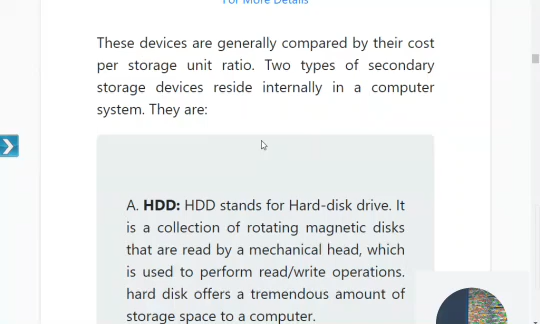 For More Details
These devices are generally compared by their cost
per storage unit ratio. Two types of secondary
storage devices reside internally in a computer
system. They are:
A. HDD: HDD stands for Hard-disk drive. It
is a collection of rotating magnetic disks
that are read by a mechanical head, which
is used to perform read/write operations.
hard disk offers a tremendous amount of
storage space to a computer.